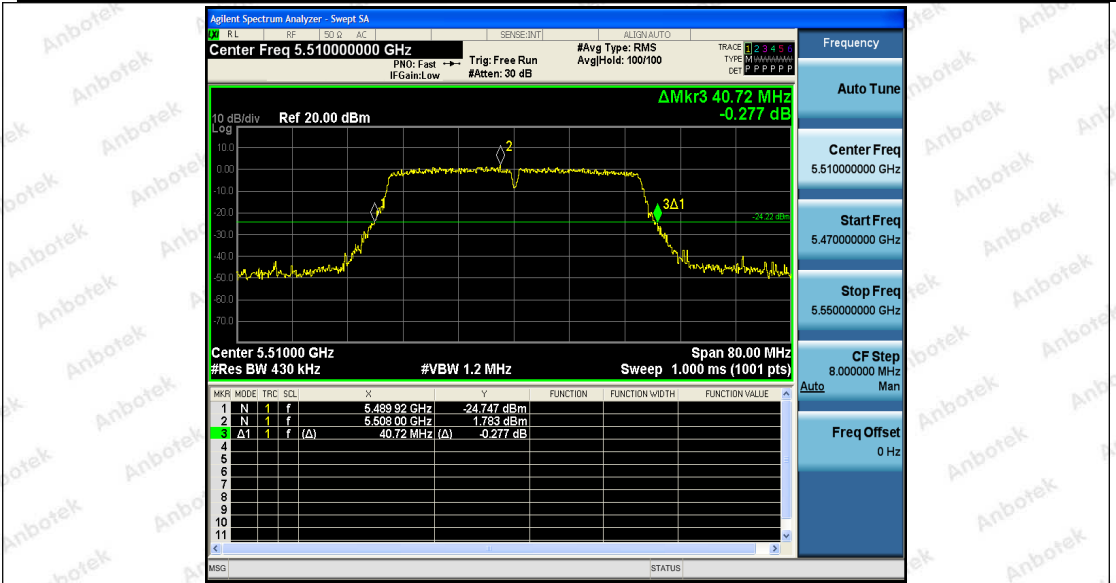 Agilent Spectrum Analyzer - Swept SA
RL RF 50 Ω AC SENSE:INT ALIGNAUTO
Center Freq 5.510000000 GHz
PNO: Fast
IFGain:Low
Trig: Free Run
#Atten: 30 dB
#Avg Type: RMS
Avg|Hold: 100/100
TRACE 1 2 3 4 5 6
TYPE M
DET P P P P P P
ΔMkr3 40.72 MHz
-0.277 dB
10 dB/div Ref 20.00 dBm
Log
10.0
0.00
-10.0
-20.0
-30.0
-40.0
-50.0
-60.0
-70.0
1
2
3Δ1
-24.22 dBm
Center 5.51000 GHz Span 80.00 MHz
#Res BW 430 kHz #VBW 1.2 MHz Sweep 1.000 ms (1001 pts)
MKR MODE TRC SCL X Y FUNCTION FUNCTION WIDTH FUNCTION VALUE
1 N 1 f 5.489 92 GHz -24.747 dBm
2 N 1 f 5.508 00 GHz 1.783 dBm
3 Δ1 1 f (Δ) 40.72 MHz (Δ) -0.277 dB
4
5
6
7
8
9
10
11
MSG STATUS
Frequency
Auto Tune
Center Freq
5.510000000 GHz
Start Freq
5.470000000 GHz
Stop Freq
5.550000000 GHz
CF Step
8.000000 MHz
Auto Man
Freq Offset
0 Hz
Anbotek